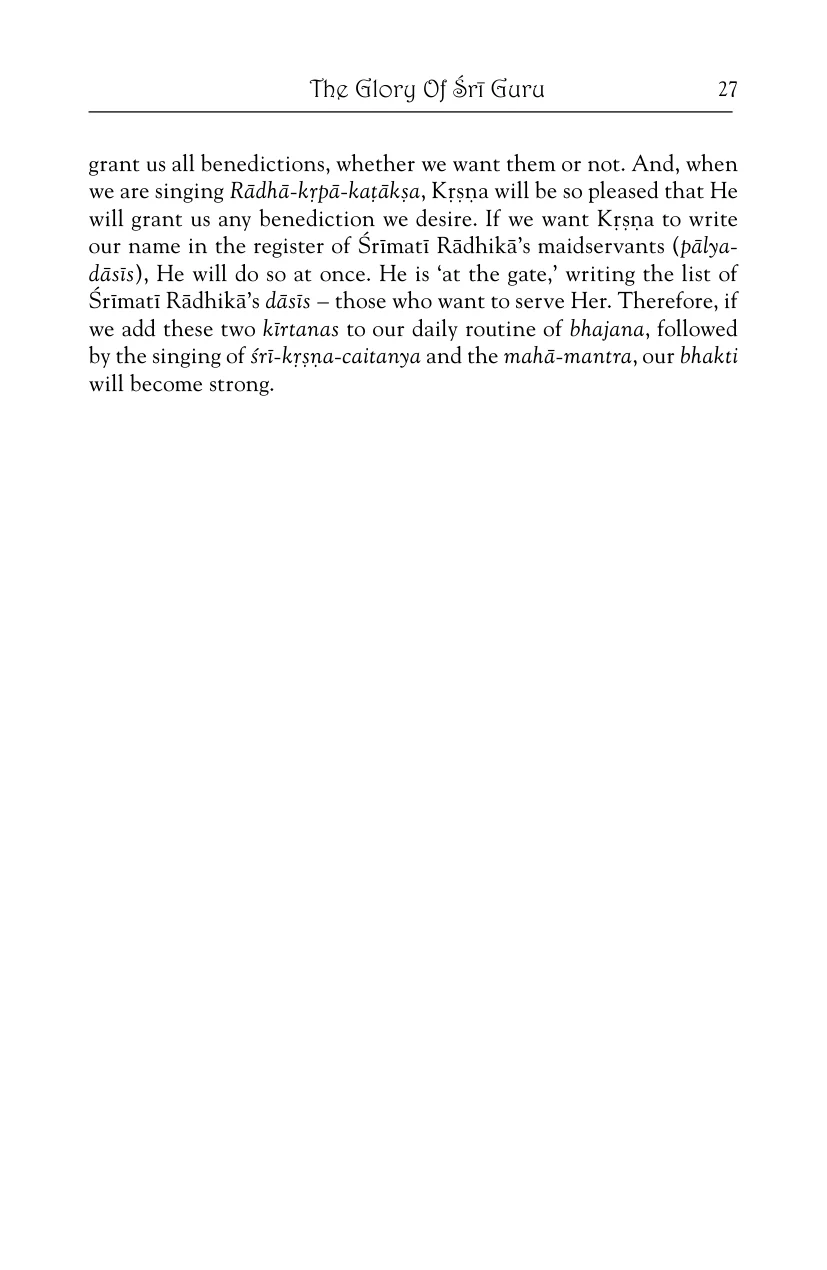 The Glory Of Śrī Guru 27
grant us all benedictions, whether we want them or not. And, when
we are singing Rādhā-kṛpā-kaṭākṣa, Kṛṣṇa will be so pleased that He
will grant us any benediction we desire. If we want Kṛṣṇa to write
our name in the register of Śrīmatī Rādhikā’s maidservants (pālya-
dāsīs), He will do so at once. He is ‘at the gate,’ writing the list of
Śrīmatī Rādhikā’s dāsīs – those who want to serve Her. Therefore, if
we add these two kīrtanas to our daily routine of bhajana, followed
by the singing of śrī-kṛṣṇa-caitanya and the mahā-mantra, our bhakti
will become strong.